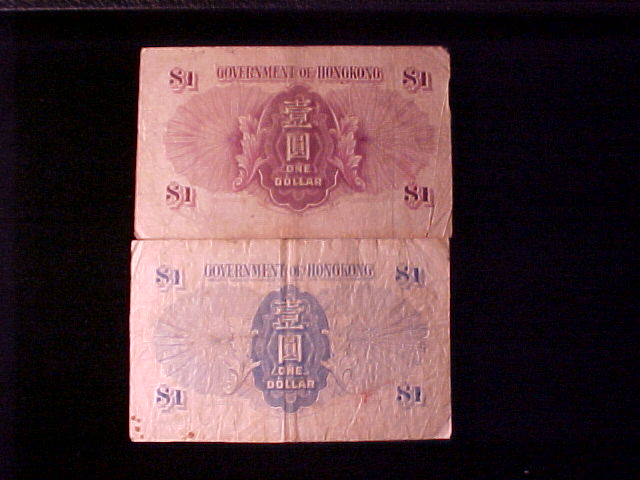 $1 GOVERNMENT OF HONGKONG $1
壹
圓
ONE
DOLLAR
$1 $1
$1 GOVERNMENT OF HONGKONG $1
壹
圓
ONE
DOLLAR
$1 $1